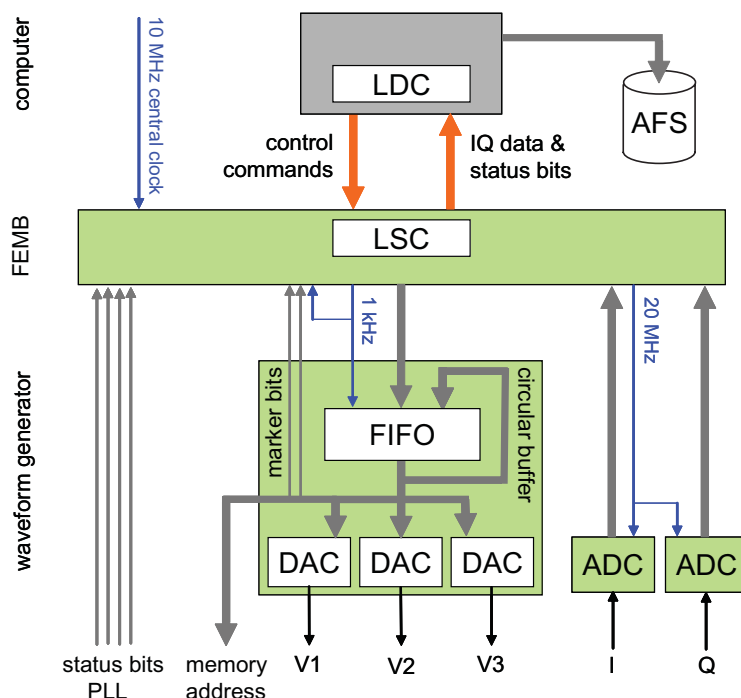 computer
10 MHz central clock
LDC
AFS
control
commands
IQ data &
status bits
FEMB
LSC
1 kHz
20 MHz
waveform generator
marker bits
FIFO
circular buffer
DAC
DAC
DAC
ADC
ADC
status bits
PLL
memory
address
V1
V2
V3
I
Q